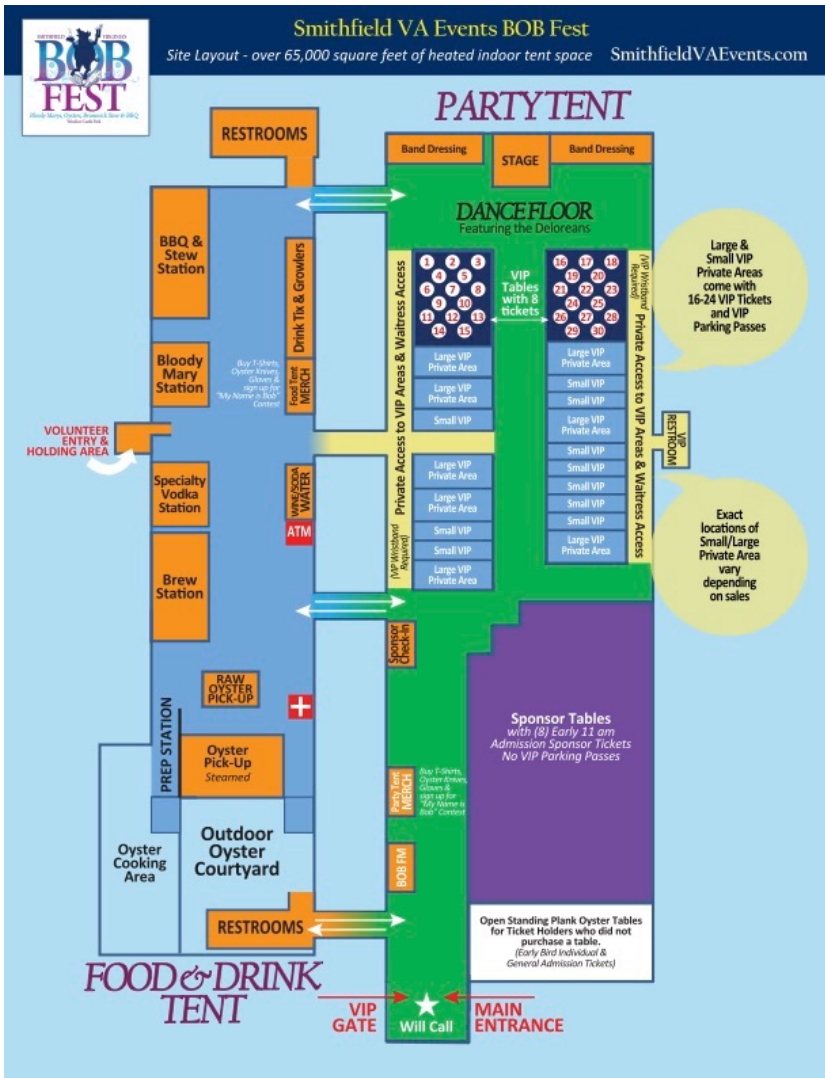 Smithfield VA Events BOB Fest
Site Layout - over 65,000 square feet of heated indoor tent space
SmithfieldVAEvents.com
SMITHFIELD VIRGINIA'S
BOB
FEST
Bloody Marys, Oysters, Brunswick Stew & BBQ
PARTY TENT
RESTROOMS
Band Dressing
STAGE
Band Dressing
DANCE FLOOR
Featuring the Deloreans
BBQ &
Stew
Station
Drink Tix & Growlers
Bloody
Mary
Station
Buy T-Shirts,
Oyster Knives,
Gloves &
sign up for
"My Name is Bob"
Contest
Food Tent
MERCH
VOLUNTEER
ENTRY &
HOLDING AREA
Specialty
Vodka
Station
WINE/SODA
WATER
ATM
Brew
Station
RAW
OYSTER
PICK-UP
PREP STATION
Oyster
Pick-Up
Steamed
Oyster
Cooking
Area
Outdoor
Oyster
Courtyard
RESTROOMS
FOOD & DRINK
TENT
Private Access to VIP Areas & Waitress Access
(VIP Wristband
Required)
1 2 3
4 5
6 7 8
9 10
11 12 13
14 15
VIP
Tables
with 8
tickets
16 17 18
19 20
21 22 23
24 25
26 27 28
29 30
Large VIP
Private Area
Large VIP
Private Area
Small VIP
Large VIP
Private Area
Large VIP
Private Area
Small VIP
Small VIP
Large VIP
Private Area
Large VIP
Private Area
Small VIP
Small VIP
Large VIP
Private Area
Small VIP
Small VIP
Small VIP
Small VIP
Small VIP
Large VIP
Private Area
(VIP Wristband
Required)
Private Access to VIP Areas & Waitress Access
VIP
RESTROOM
Large &
Small VIP
Private Areas
come with
16-24 VIP Tickets
and VIP
Parking Passes
Exact
locations of
Small/Large
Private Area
vary
depending
on sales
Sponsor
Check-In
Sponsor Tables
with (8) Early 11 am
Admission Sponsor Tickets
No VIP Parking Passes
Party Tent
MERCH
Buy T-Shirts,
Oyster Knives,
Gloves &
sign up for
"My Name is
Bob" Contest
BOB FM
Open Standing Plank Oyster Tables
for Ticket Holders who did not
purchase a table.
(Early Bird Individual &
General Admission Tickets)
VIP
GATE
Will Call
MAIN
ENTRANCE